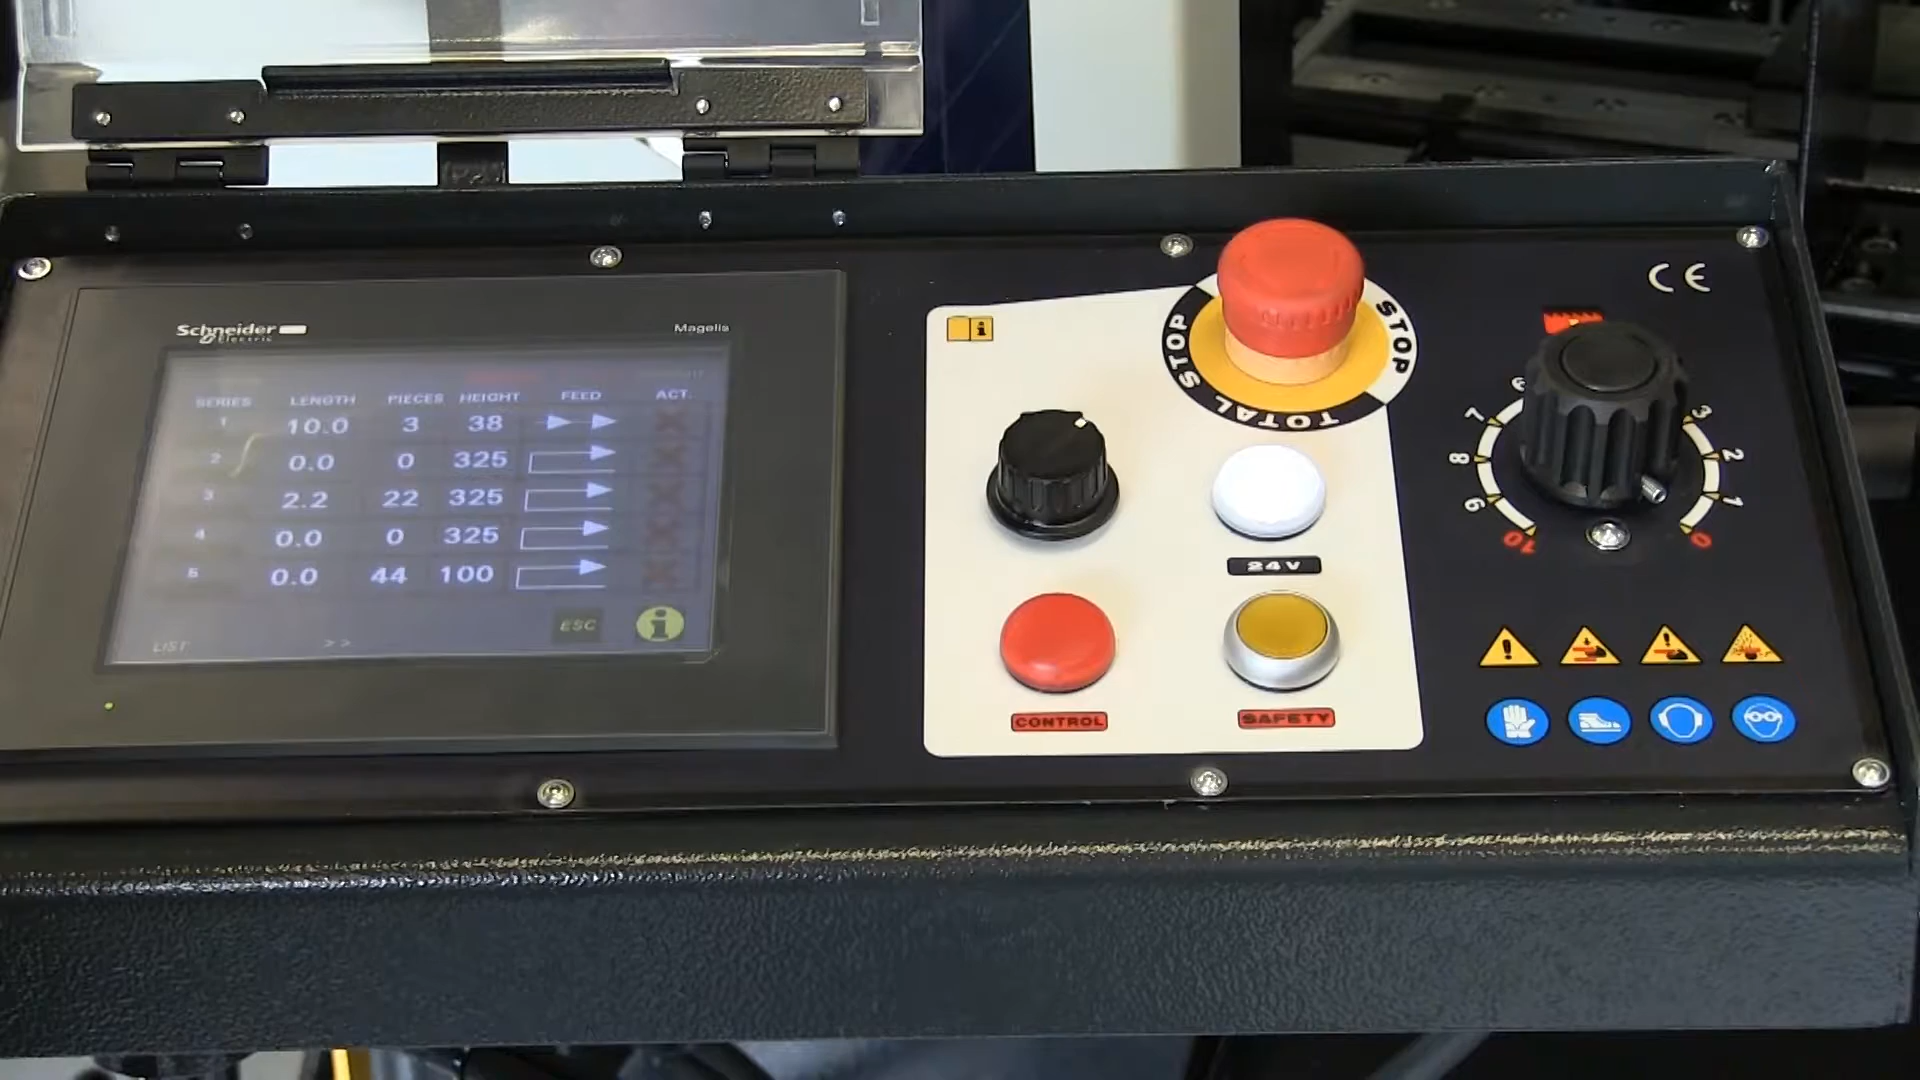 Schneider
Electric
Magelis
SERIES LENGTH PIECES HEIGHT FEED ACT.
1 10.0 3 38
2 0.0 0 325
3 2.2 22 325
4 0.0 0 325
5 0.0 44 100
ESC i
LIST >>
i
STOP STOP TOTAL
24V
CONTROL
SAFETY
CE
3
7
2
8
1
9
0
10